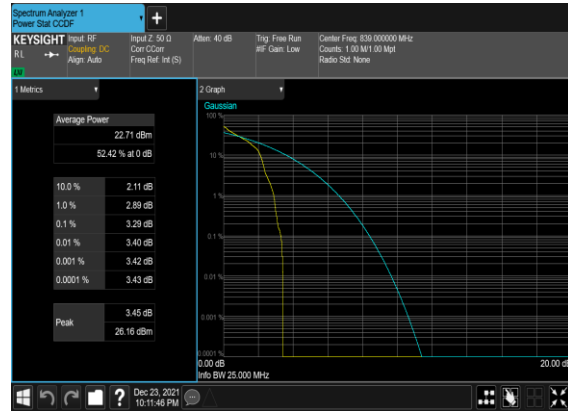 Spectrum Analyzer 1
Power Stat CCDF
KEYSIGHT
RL
Input: RF
Coupling: DC
Align: Auto
Input Z: 50 Ω
Corr CCorr
Freq Ref: Int (S)
Atten: 40 dB
Trig: Free Run
#IF Gain: Low
Center Freq: 839.000000 MHz
Counts: 1.00 M/1.00 Mpt
Radio Std: None
1 Metrics
Average Power
22.71 dBm
52.42 % at 0 dB
10.0 % 2.11 dB
1.0 % 2.89 dB
0.1 % 3.29 dB
0.01 % 3.40 dB
0.001 % 3.42 dB
0.0001 % 3.43 dB
Peak
3.45 dB
26.16 dBm
2 Graph
Gaussian
100 %
10 %
1 %
0.1 %
0.01 %
0.001 %
0.0001 %
0.00 dB
20.00 dB
Info BW 25.000 MHz
?
Dec 23, 2021
10:11:46 PM